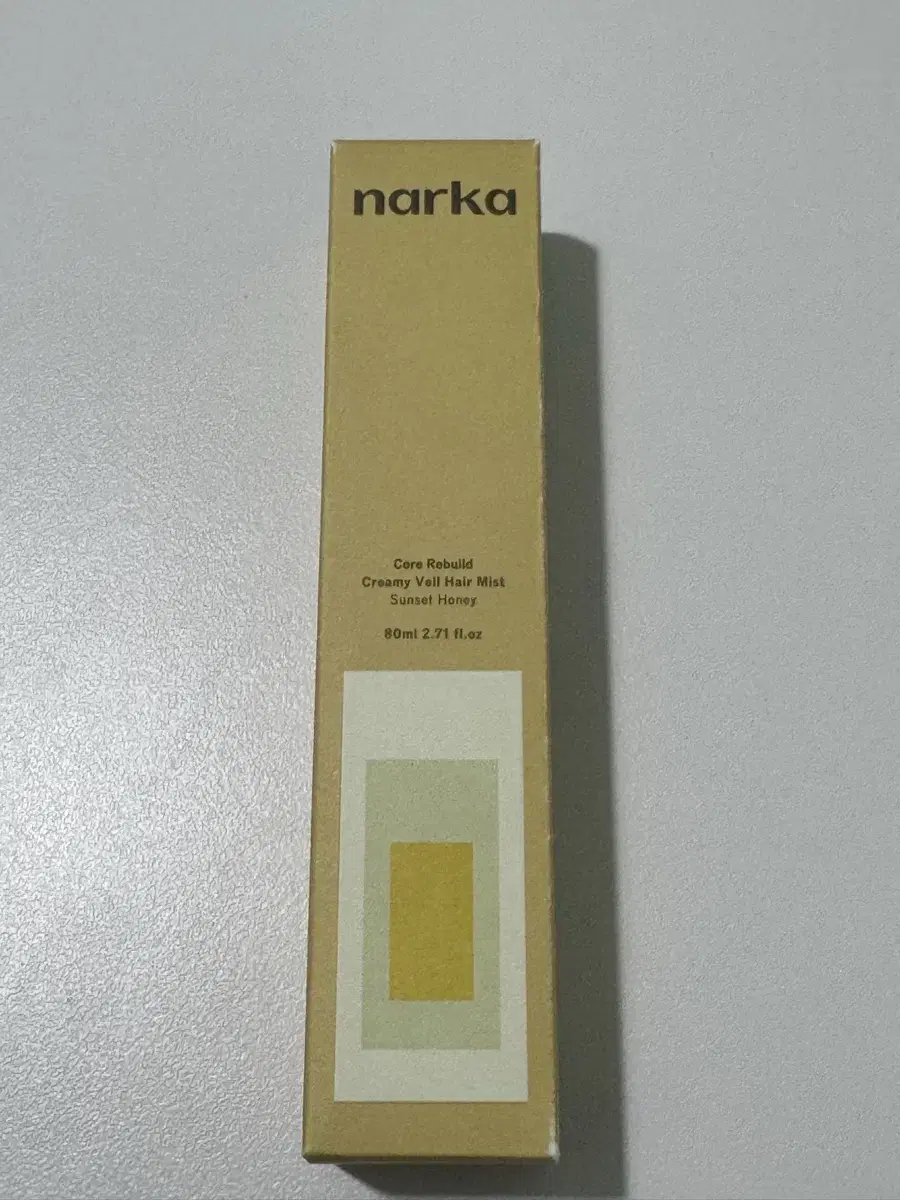 narka
Core Rebuild
Creamy Veil Hair Mist
Sunset Honey
80ml 2.71 fl.oz